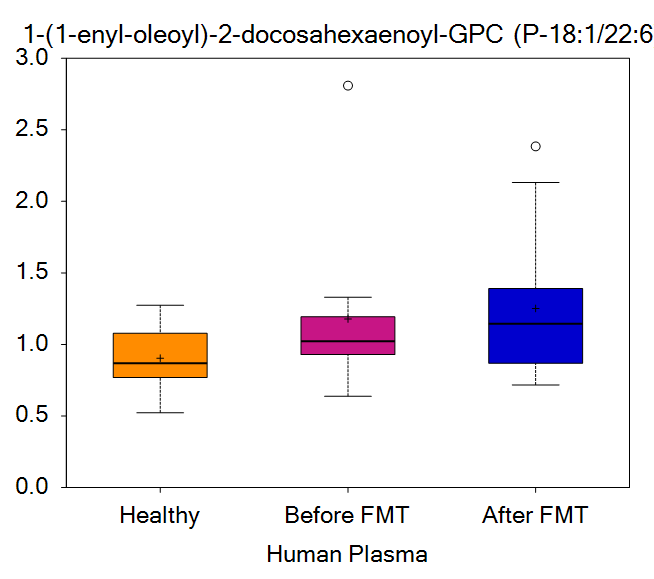 1-(1-enyl-oleoyl)-2-docosahexaenoyl-GPC (P-18:1/22:6
3.0
2.5
2.0
1.5
1.0
0.5
0.0
Healthy Before FMT After FMT
Human Plasma